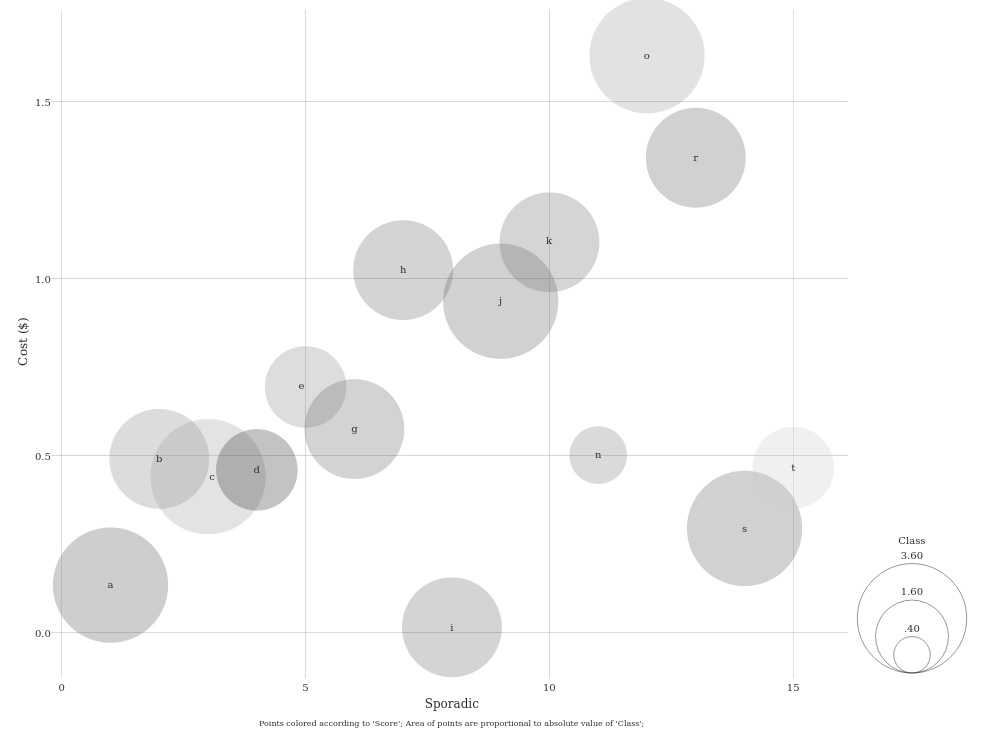 o
1.5
r
k
h
1.0
j
Cost ($)
e
g
b
0.5
n
t
d
c
s
Class
3.60
a
1.60
.40
i
0.0
0
5
10
15
Sporadic
Points colored according to 'Score'; Area of points are proportional to absolute value of 'Class';